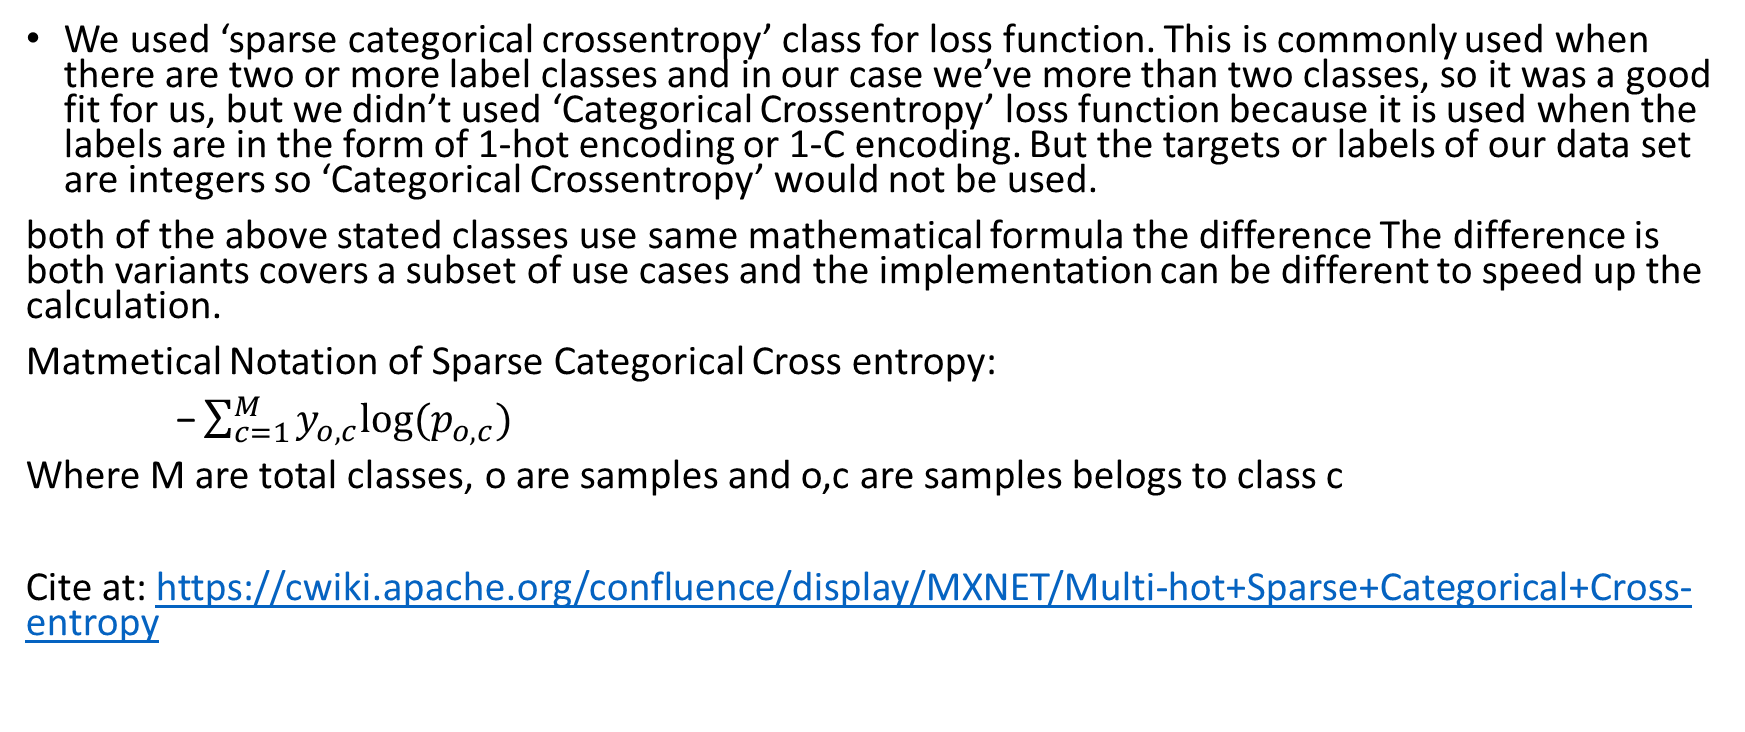 • We used ‘sparse categorical crossentropy’ class for loss function. This is commonly used when
there are two or more label classes and in our case we’ve more than two classes, so it was a good
fit for us, but we didn’t used ‘Categorical Crossentropy’ loss function because it is used when the
labels are in the form of 1-hot encoding or 1-C encoding. But the targets or labels of our data set
are integers so ‘Categorical Crossentropy’ would not be used.
both of the above stated classes use same mathematical formula the difference The difference is
both variants covers a subset of use cases and the implementation can be different to speed up the
calculation.
Matmetical Notation of Sparse Categorical Cross entropy:
−∑_{c=1}^{M} y_{o,c} log(p_{o,c})
Where M are total classes, o are samples and o,c are samples belogs to class c
Cite at: https://cwiki.apache.org/confluence/display/MXNET/Multi-hot+Sparse+Categorical+Cross-
entropy